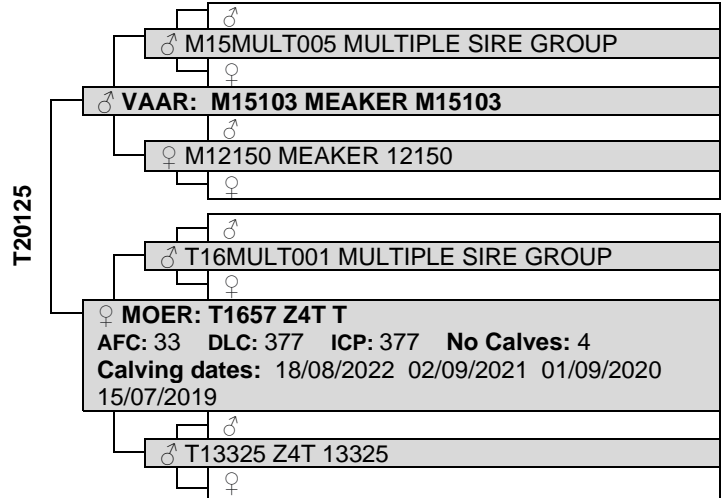 ♂
♂ M15MULT005 MULTIPLE SIRE GROUP
♀
♂ VAAR: M15103 MEAKER M15103
♂
♀ M12150 MEAKER 12150
♀
T20125
♂
♂ T16MULT001 MULTIPLE SIRE GROUP
♀
♀ MOER: T1657 Z4T T
AFC: 33 DLC: 377 ICP: 377 No Calves: 4
Calving dates: 18/08/2022 02/09/2021 01/09/2020
15/07/2019
♂
♂ T13325 Z4T 13325
♀